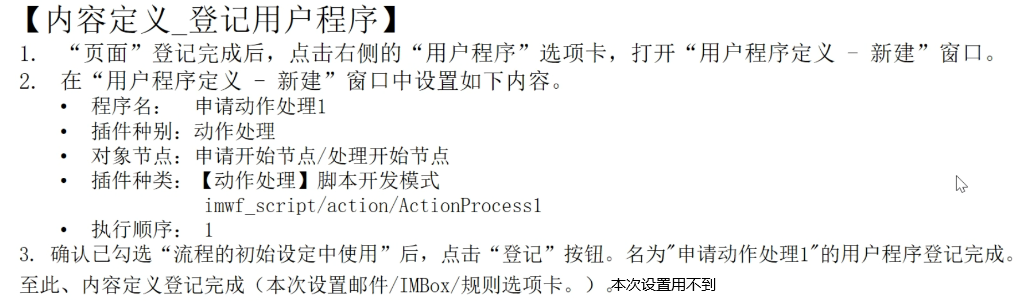 【内容定义_登记用户程序】
1. “页面”登记完成后，点击右侧的“用户程序”选项卡，打开“用户程序定义 - 新建”窗口。
2. 在“用户程序定义 - 新建”窗口中设置如下内容。
• 程序名： 申请动作处理1
• 插件种别：动作处理
• 对象节点：申请开始节点/处理开始节点
• 插件种类：【动作处理】脚本开发模式
imwf_script/action/ActionProcess1
• 执行顺序： 1
3. 确认已勾选“流程的初始设定中使用”后，点击“登记”按钮。名为"申请动作处理1"的用户程序登记完成。
至此、内容定义登记完成（本次设置邮件/IMBox/规则选项卡。）。本次设置用不到